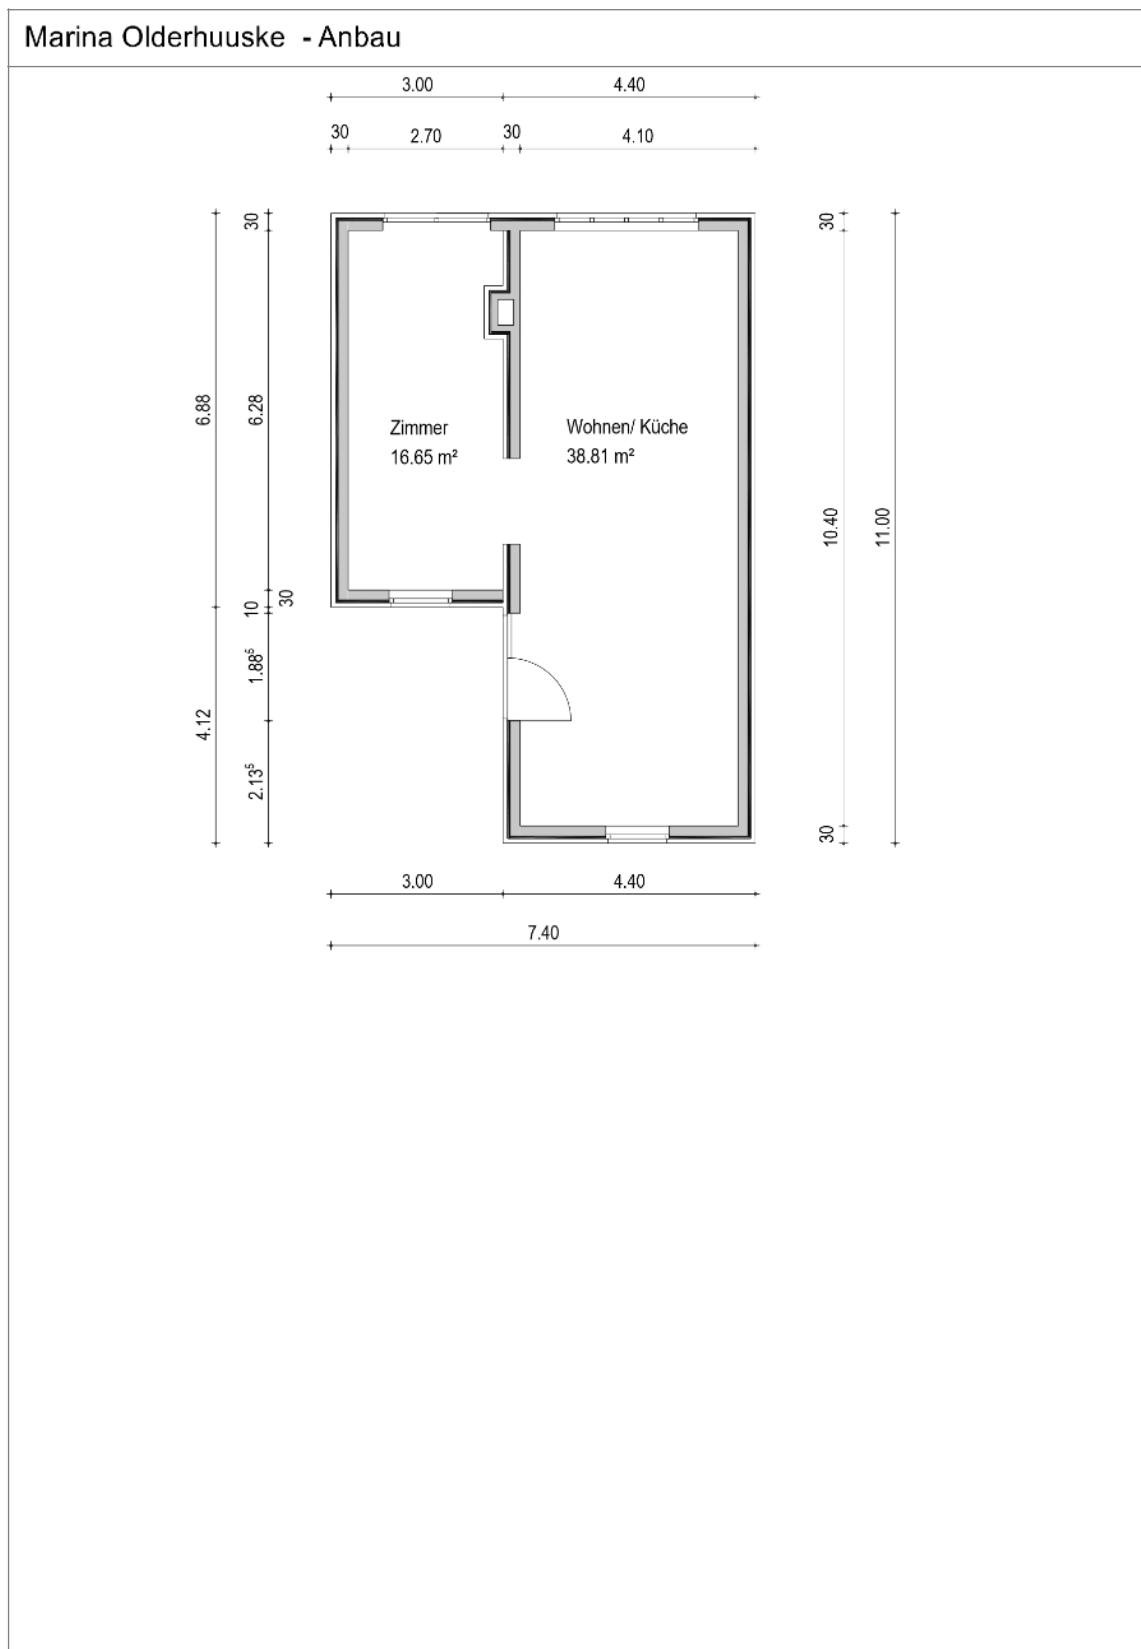 Marina Olderhuuske - Anbau
3.00 4.40
30 2.70 30 4.10
30 30
6.88 6.28
Zimmer Wohnen/ Küche
16.65 m² 38.81 m²
10.40 11.00
10 30
1.88⁵
4.12
2.13⁵
30
3.00 4.40
7.40